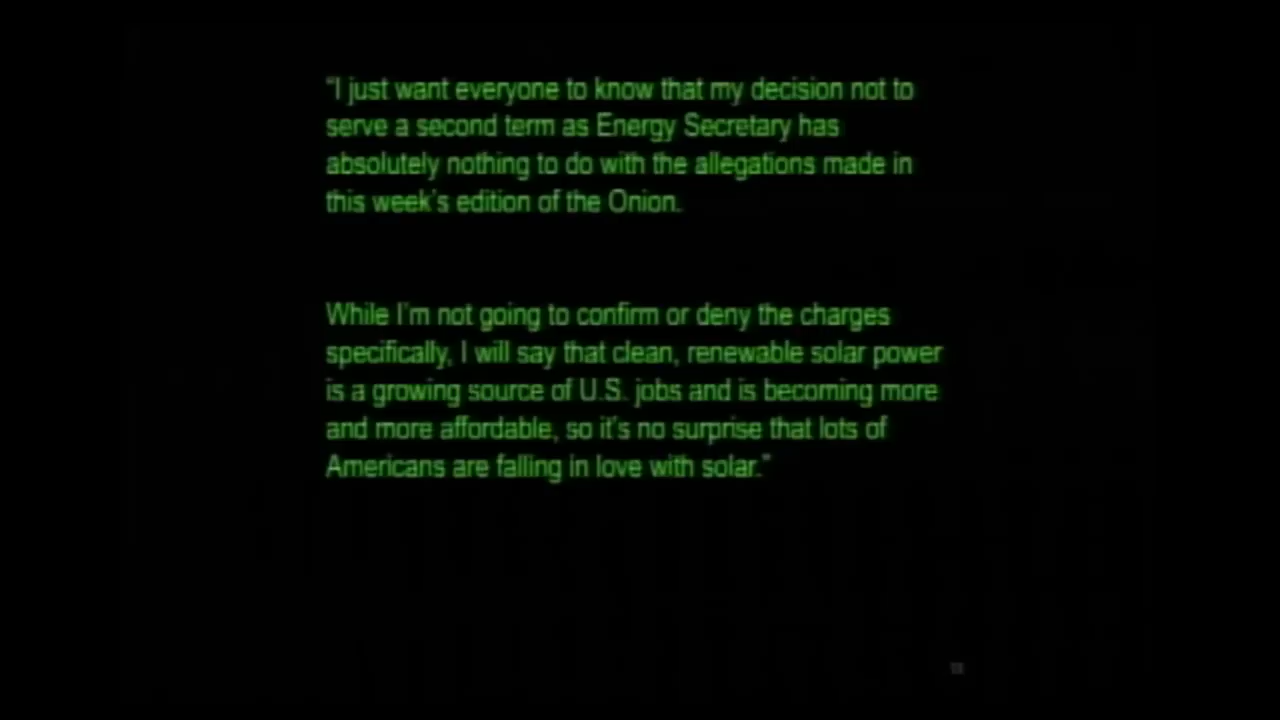 "I just want everyone to know that my decision not to
serve a second term as Energy Secretary has
absolutely nothing to do with the allegations made in
this week's edition of the Onion.
While I'm not going to confirm or deny the charges
specifically, I will say that clean, renewable solar power
is a growing source of U.S. jobs and is becoming more
and more affordable, so it's no surprise that lots of
Americans are falling in love with solar."